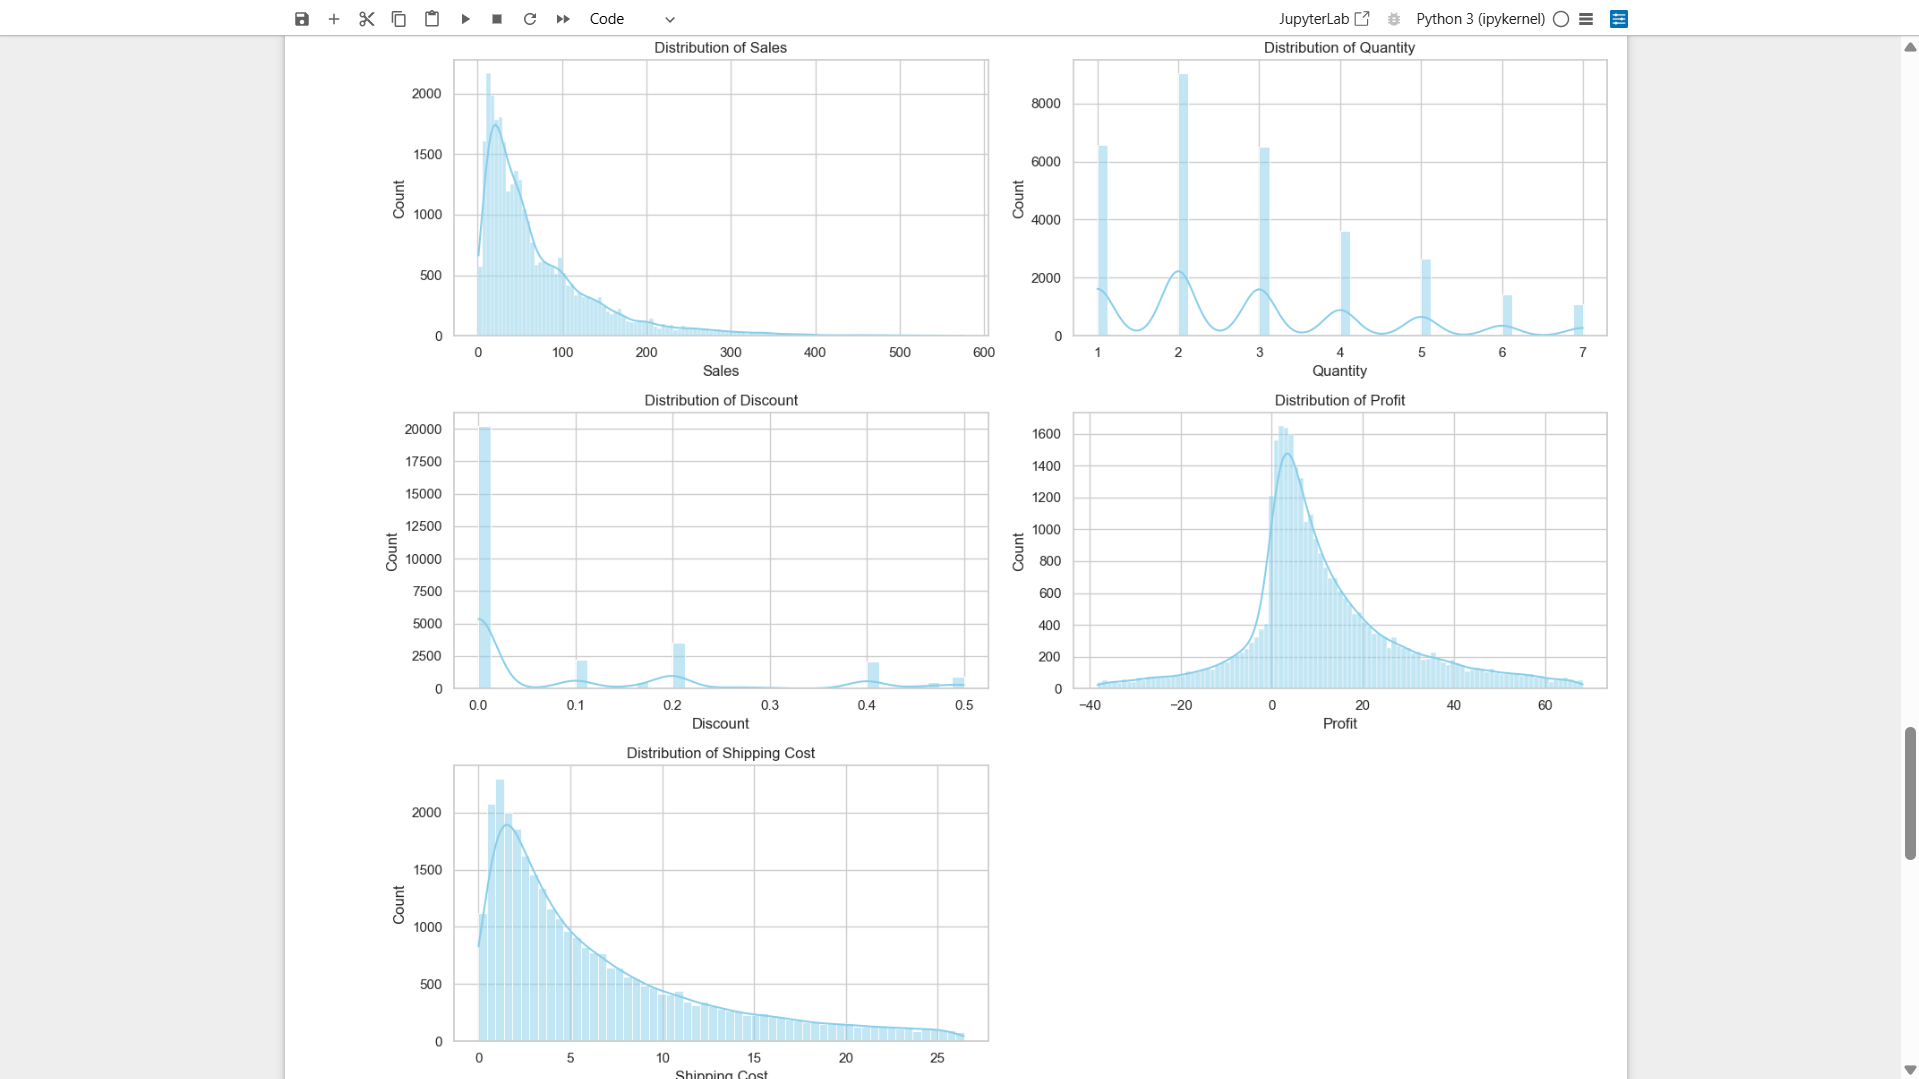 Code
JupyterLab
Python 3 (ipykernel)
Distribution of Sales
2000
1500
1000
500
0
Count
0 100 200 300 400 500 600
Sales
Distribution of Quantity
8000
6000
4000
2000
0
Count
1 2 3 4 5 6 7
Quantity
Distribution of Discount
20000
17500
15000
12500
10000
7500
5000
2500
0
Count
0.0 0.1 0.2 0.3 0.4 0.5
Discount
Distribution of Profit
1600
1400
1200
1000
800
600
400
200
0
Count
−40 −20 0 20 40 60
Profit
Distribution of Shipping Cost
2000
1500
1000
500
0
Count
0 5 10 15 20 25
Shipping Cost